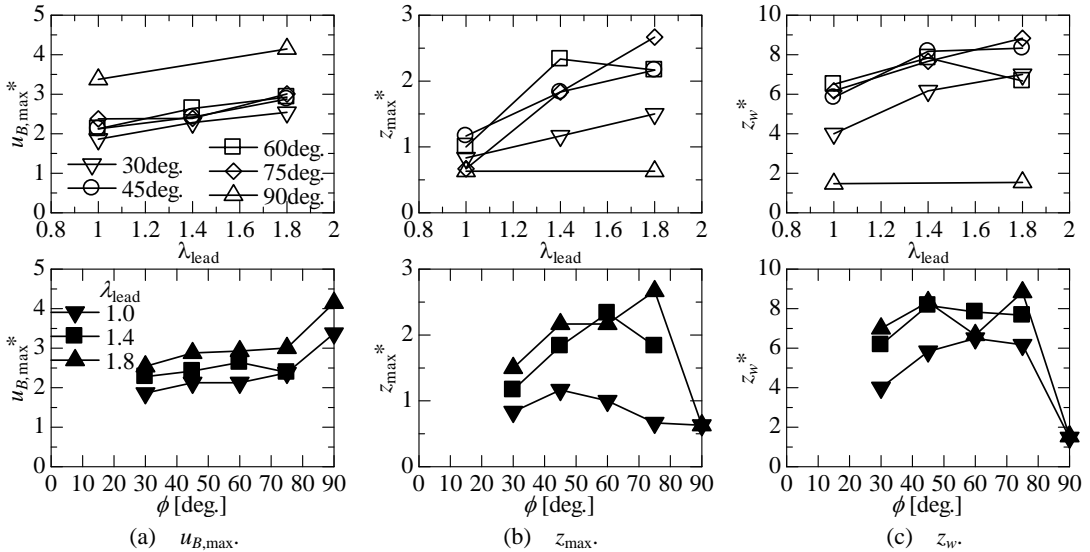 5
4
3
2
1
0
u_{B,max}*
60deg.
30deg.
75deg.
45deg.
90deg.
0.8 1 1.2 1.4 1.6 1.8 2
λ_lead
3
2
1
0
z_max*
0.8 1 1.2 1.4 1.6 1.8 2
λ_lead
10
8
6
4
2
0
z_w*
0.8 1 1.2 1.4 1.6 1.8 2
λ_lead
5
4
3
2
1
0
u_{B,max}*
λ_lead
1.0
1.4
1.8
0 10 20 30 40 50 60 70 80 90
ϕ [deg.]
(a) u_{B,max}.
3
2
1
0
z_max*
0 10 20 30 40 50 60 70 80 90
ϕ [deg.]
(b) z_max.
10
8
6
4
2
0
z_w*
0 10 20 30 40 50 60 70 80 90
ϕ [deg.]
(c) z_w.